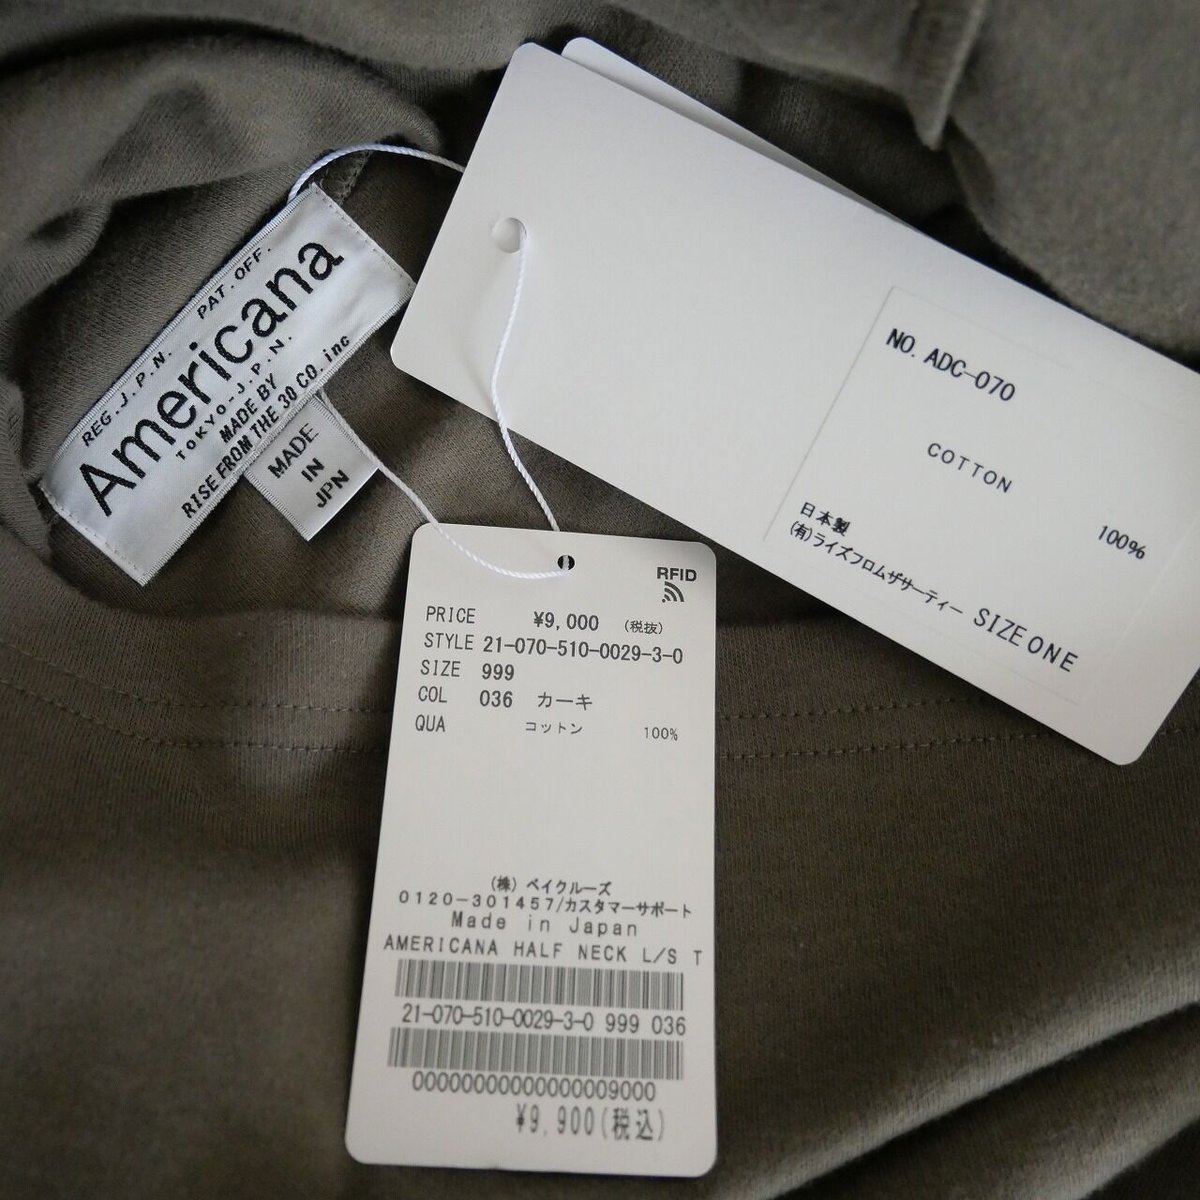 REG. J.P.N. PAT. OFF.
Americana
TOKYO-J.P.N.
MADE BY
RISE FROM THE 30 CO. inc
MADE
IN
JPN
NO. ADC-070
COTTON 100%
日本製
(有)ライズフロムザサーティー SIZE ONE
RFID
PRICE ¥9,000 (税抜)
STYLE 21-070-510-0029-3-0
SIZE 999
COL 036 カーキ
QUA コットン 100%
(株) ベイクルーズ
0120-301457/カスタマーサポート
Made in Japan
AMERICANA HALF NECK L/S T
21-070-510-0029-3-0 999 036
00000000000000009000
¥9,900(税込)